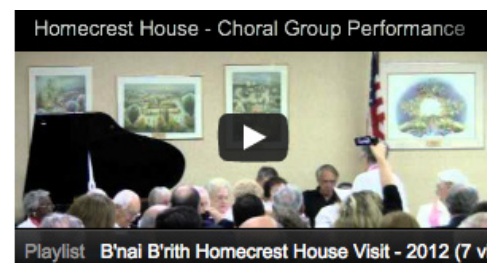 Homecrest House - Choral Group Performance
Playlist B'nai B'rith Homecrest House Visit - 2012 (7 v